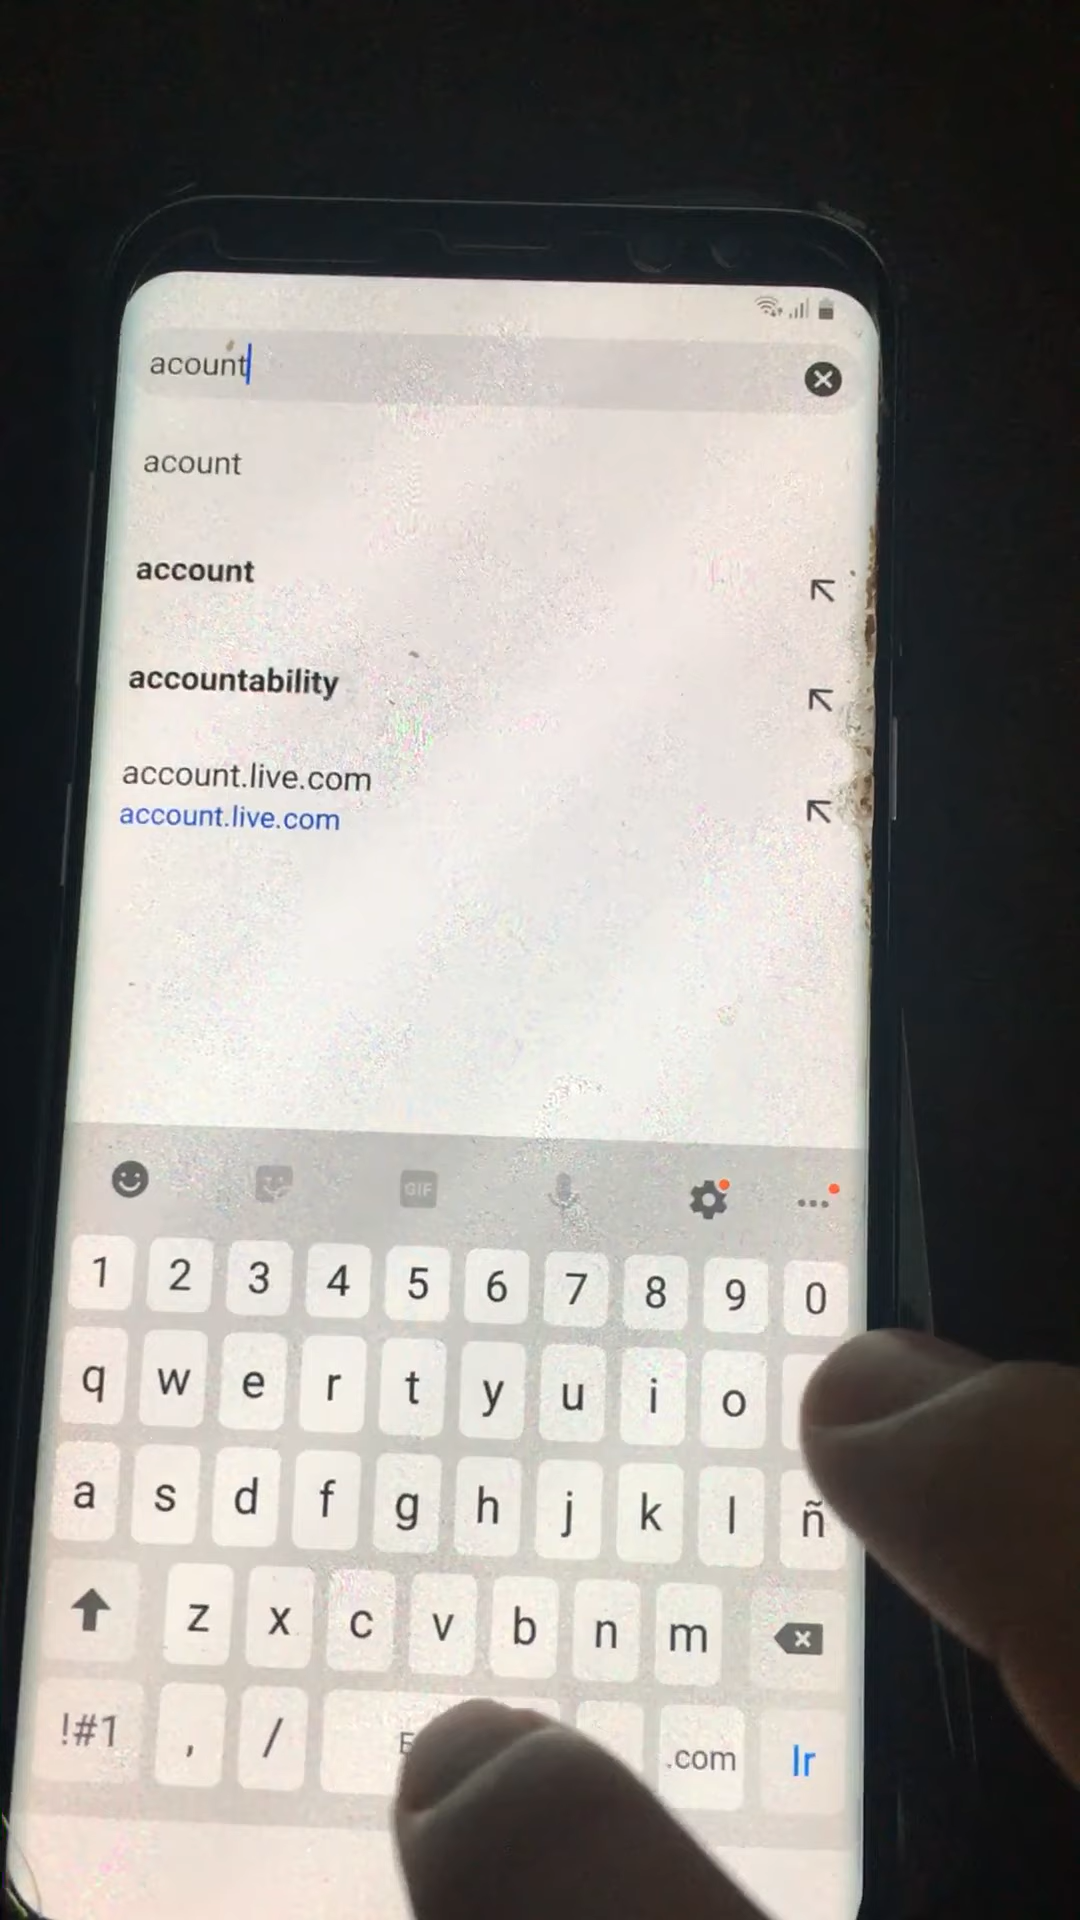 acount
acount
account
accountability
account.live.com
account.live.com
GIF
1 2 3 4 5 6 7 8 9 0
q w e r t y u i o
a s d f g h j k l ñ
z x c v b n m
!#1 , / .com Ir